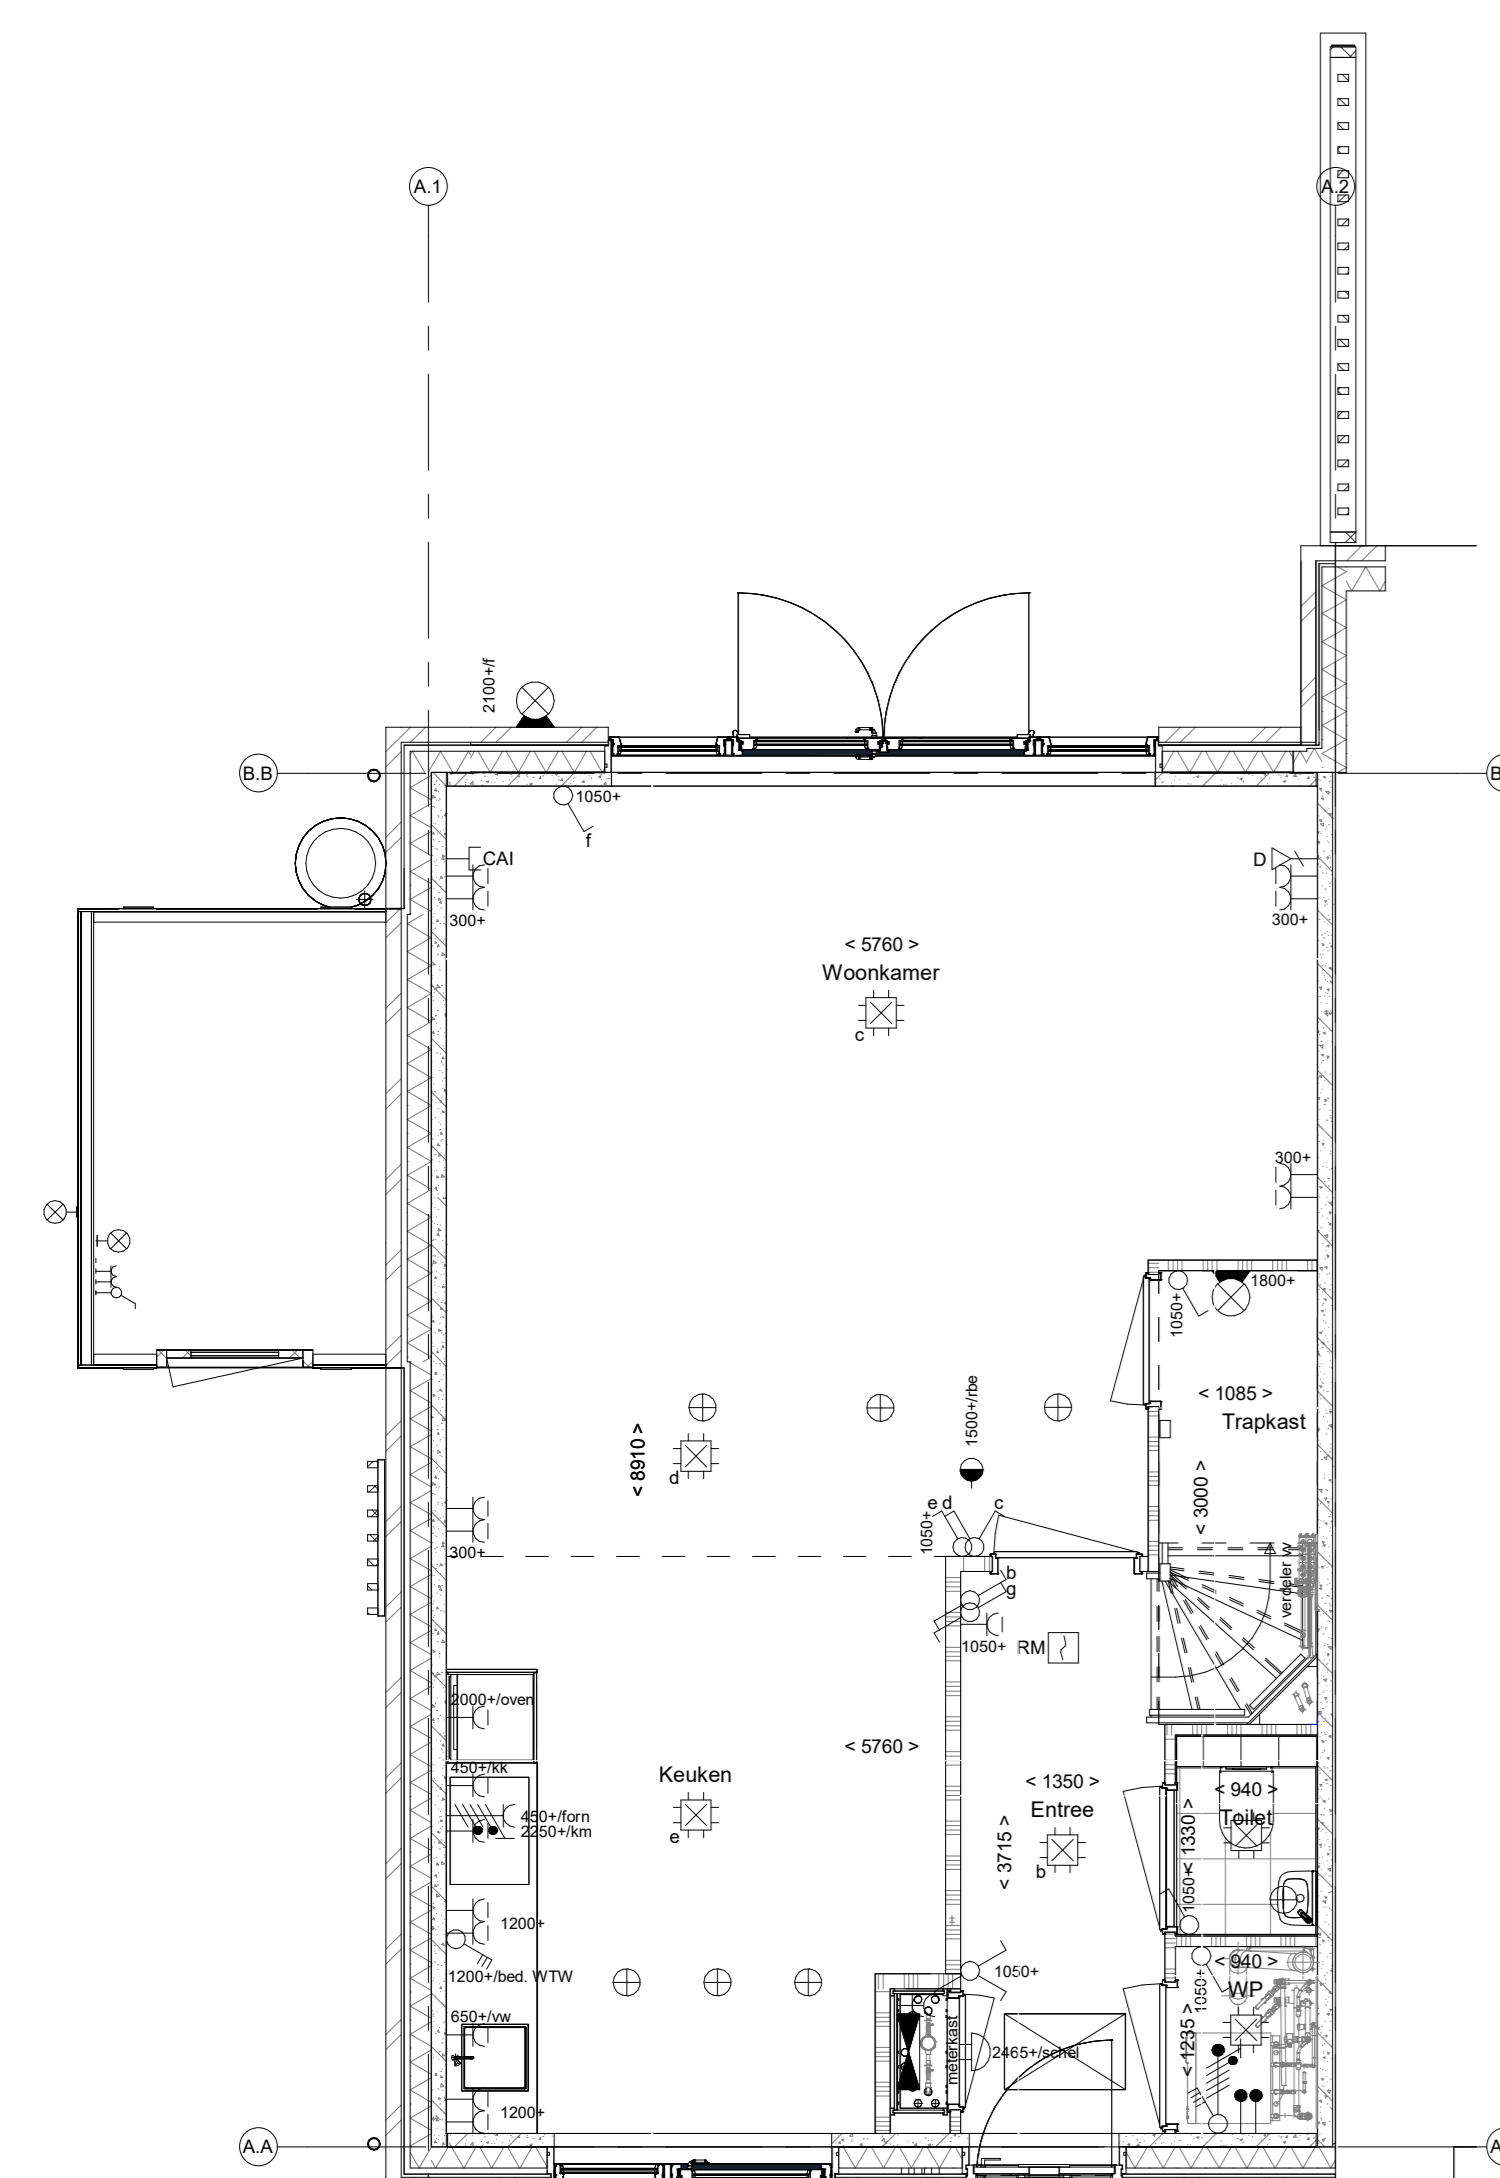 A.1
A.2
2100+/f
B.B
B
1050+
f
CAI
300+
D
300+
< 5760 >
Woonkamer
c
300+
1050+
1800+
< 1085 >
Trapkast
1500+/rbe
< 8910 >
d
< 3000 >
e d
c
1050+
300+
verdeler vv
b
g
1050+
RM
2000+/oven
450+/kk
450+/forn
2250+/km
< 5760 >
Keuken
e
< 1350 >
Entree
b
< 3715 >
< 940 >
Toilet
< 1330 >
1050+
1200+
1200+/bed. WTW
1050+
< 940 >
WP
1050+
650+/vw
meterkast
2465+/schel
< 1235 >
1200+
A.A
A